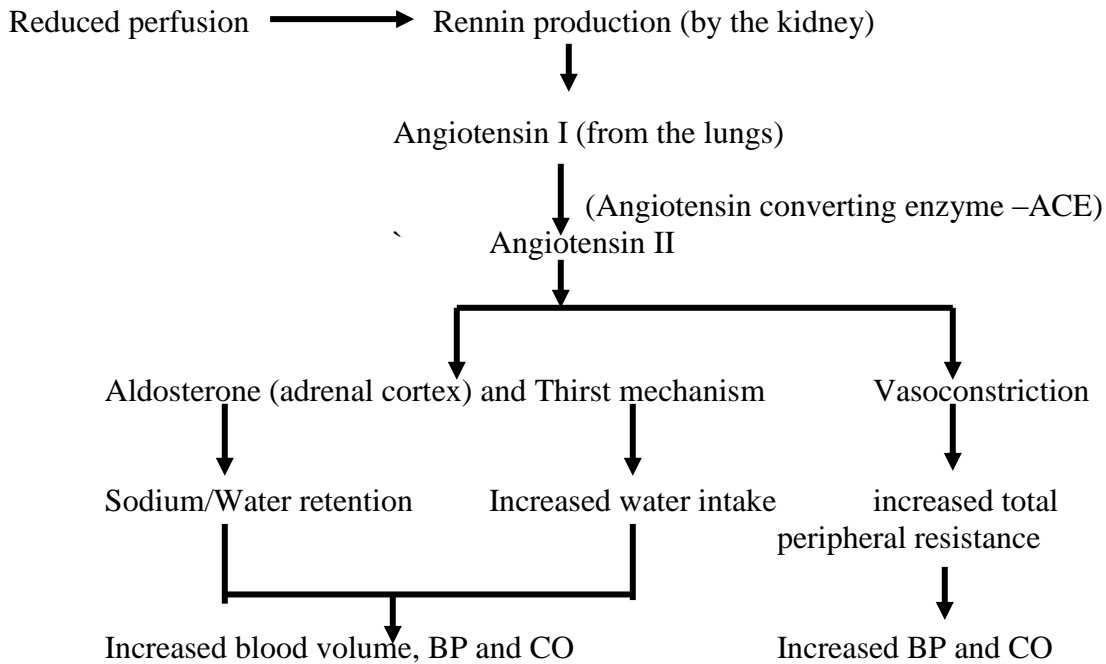 Reduced perfusion Rennin production (by the kidney)
Angiotensin I (from the lungs)
(Angiotensin converting enzyme –ACE)
` Angiotensin II
Aldosterone (adrenal cortex) and Thirst mechanism Vasoconstriction
Sodium/Water retention Increased water intake increased total
peripheral resistance
Increased blood volume, BP and CO Increased BP and CO